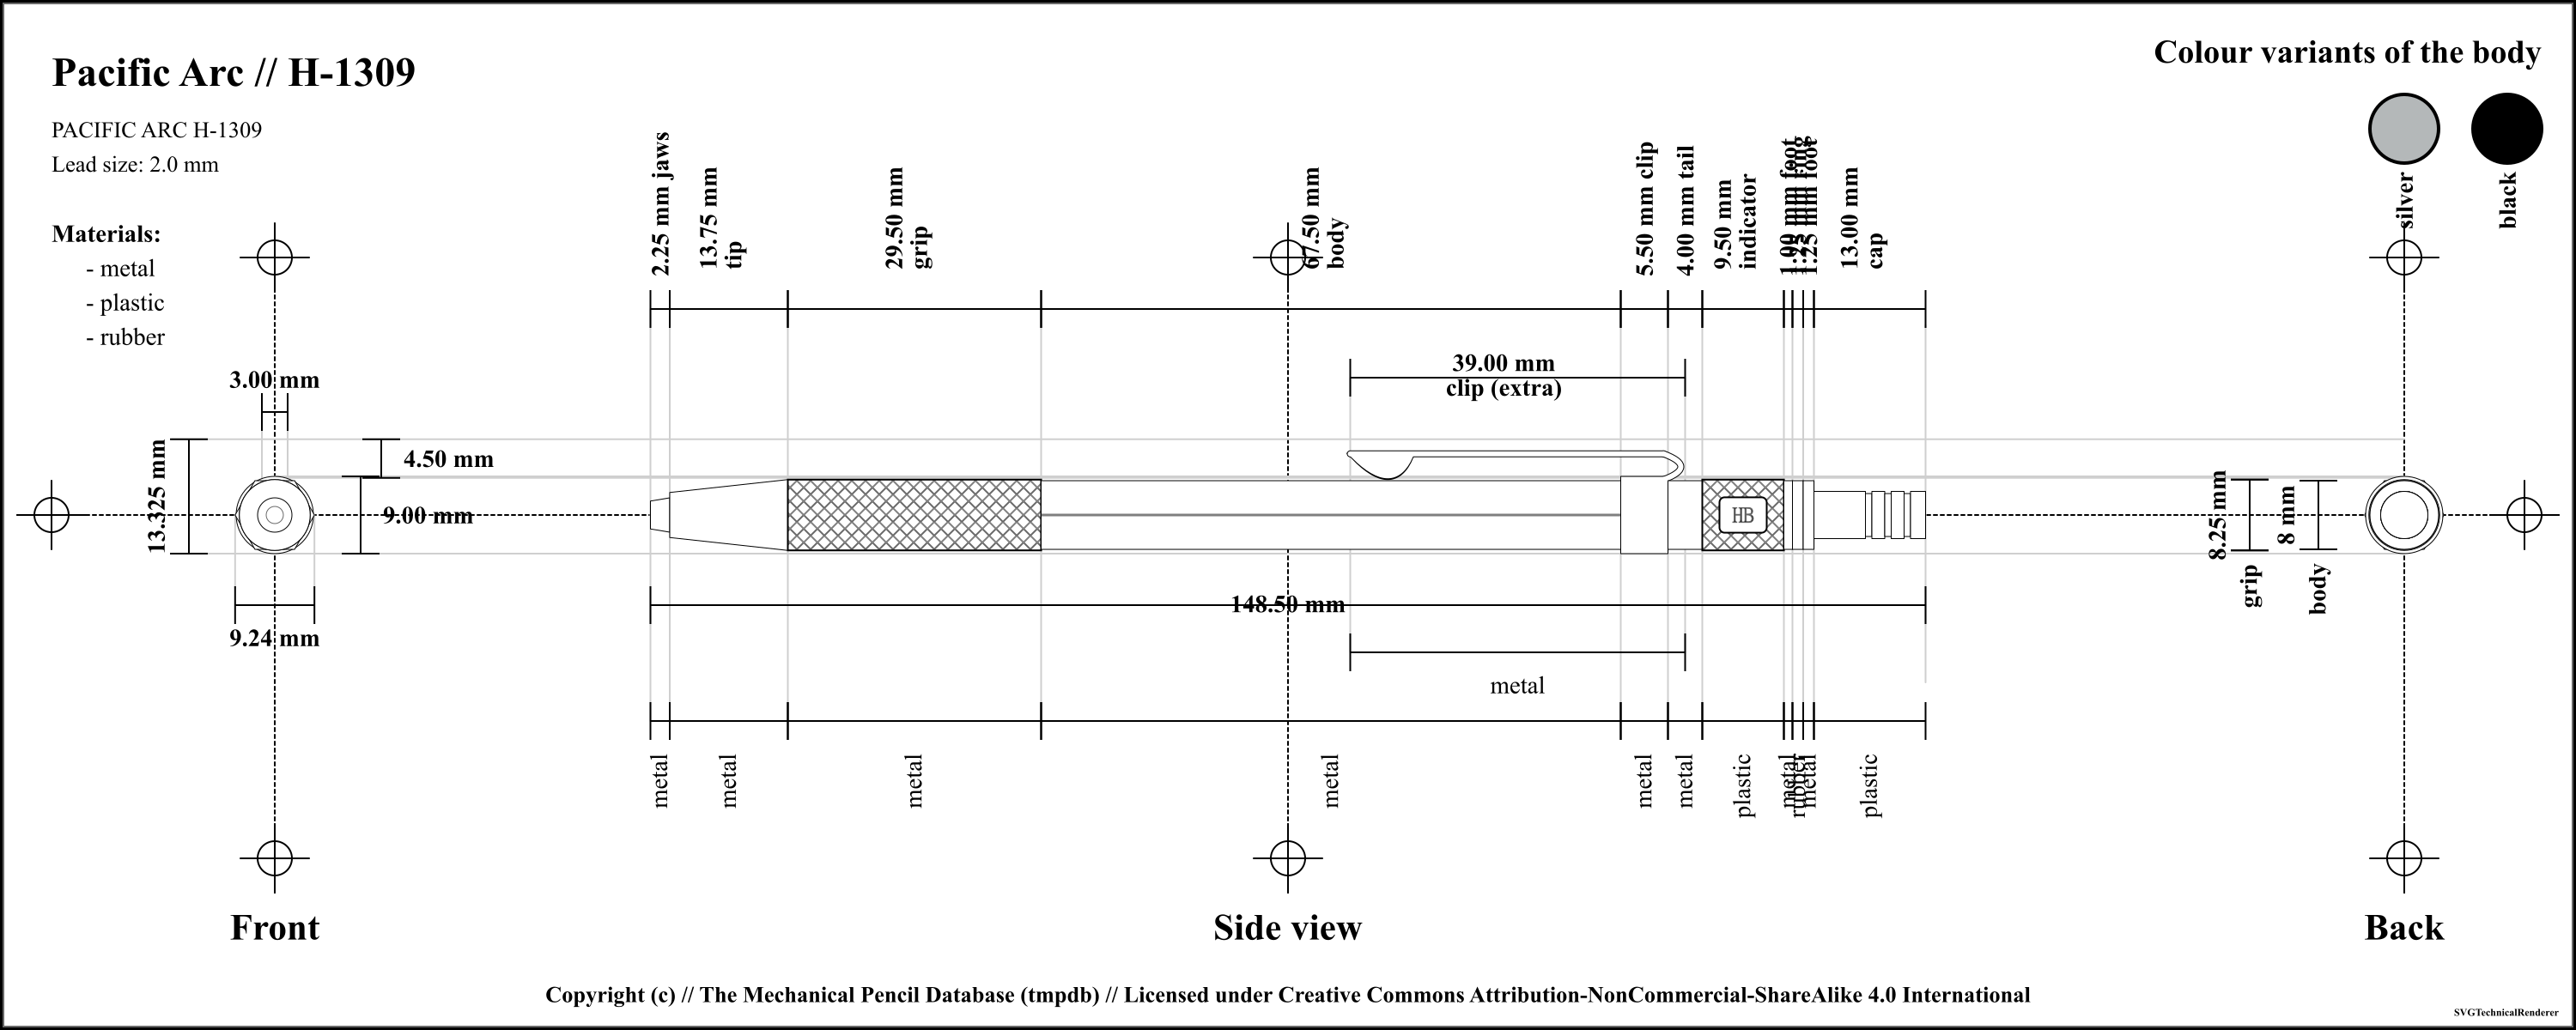 Pacific Arc // H-1309
PACIFIC ARC H-1309
Lead size: 2.0 mm
Materials:
- metal
- plastic
- rubber
Colour variants of the body
silver
black
2.25 mm jaws
13.75 mm
tip
29.50 mm
grip
67.50 mm
body
5.50 mm clip
4.00 mm tail
9.50 mm
indicator
1.00 mm foot
1.25 mm foot
13.00 mm
cap
39.00 mm
clip (extra)
3.00 mm
13.325 mm
4.50 mm
9.00 mm
9.24 mm
HB
148.50 mm
8.25 mm
grip
8 mm
body
metal
metal
metal
metal
metal
metal
metal
plastic
metal
rubber
metal
plastic
Front
Side view
Back
Copyright (c) // The Mechanical Pencil Database (tmpdb) // Licensed under Creative Commons Attribution-NonCommercial-ShareAlike 4.0 International
SVGTechnicalRenderer